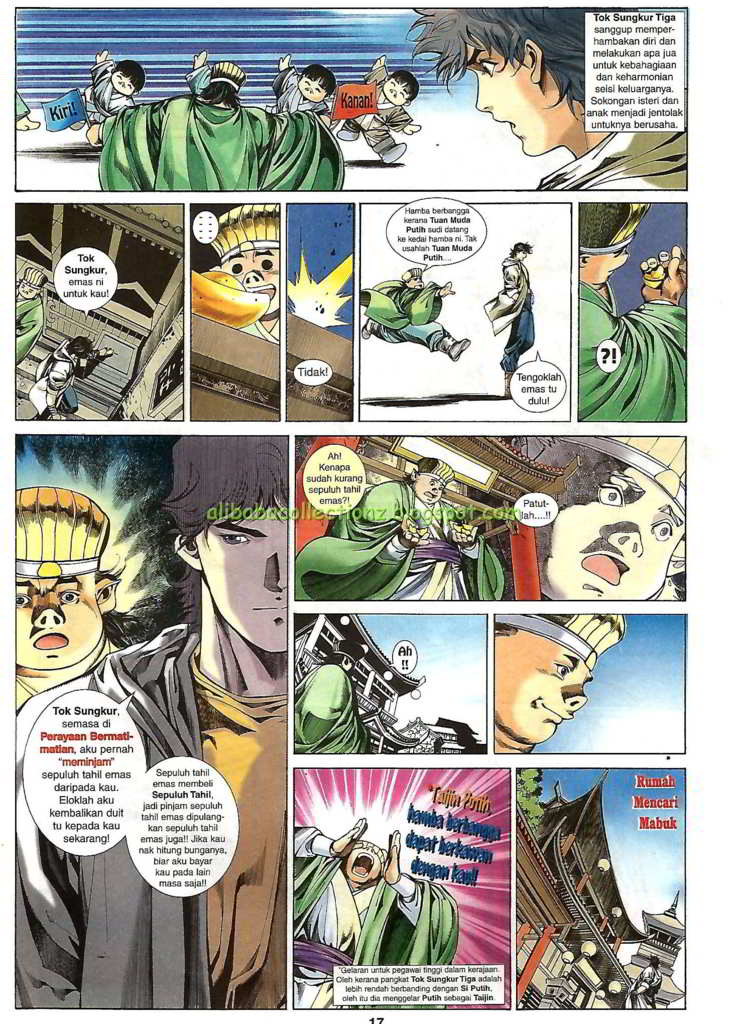 Tok Sungkur Tiga
sanggup memper-
hambakan diri dan
melakukan apa jua
untuk kebahagiaan
dan keharmonian
seisi keluarganya.
Sokongan isteri dan
anak menjadi jentolak
untuknya berusaha.
Kiri!
Kanan!
Tok
Sungkur,
emas ni
untuk kau!
Tidak!
Hamba berbangga
kerana Tuan Muda
Putih sudi datang
ke kedai hamba ni. Tak
usahlah Tuan Muda
Putih....
Tengoklah
emas tu
dulu!
?!
Tok Sungkur,
semasa di
Perayaan Bermati-
matian, aku pernah
"meminjam"
sepuluh tahil emas
daripada kau.
Eloklah aku
kembalikan duit
tu kepada kau
sekarang!
Sepuluh tahil
emas membeli
Sepuluh Tahil,
jadi pinjam sepuluh
tahil emas dipulang-
kan sepuluh tahil
emas juga!! Jika kau
nak hitung bunganya,
biar aku bayar
kau pada lain
masa saja!!
Ah!
Kenapa
sudah kurang
sepuluh tahil
emas?!
Patut-
lah....!!
alibabacollectionz.blogspot.com
Ah
!!
*Taijin Putih
hamba berbangga
dapat berkawan
dengan kau!!
*Gelaran untuk pegawai tinggi dalam kerajaan.
Oleh kerana pangkat Tok Sungkur Tiga adalah
lebih rendah berbanding dengan Si Putih,
oleh itu dia menggelar Putih sebagai Taijin.
Rumah
Mencari
Mabuk
17